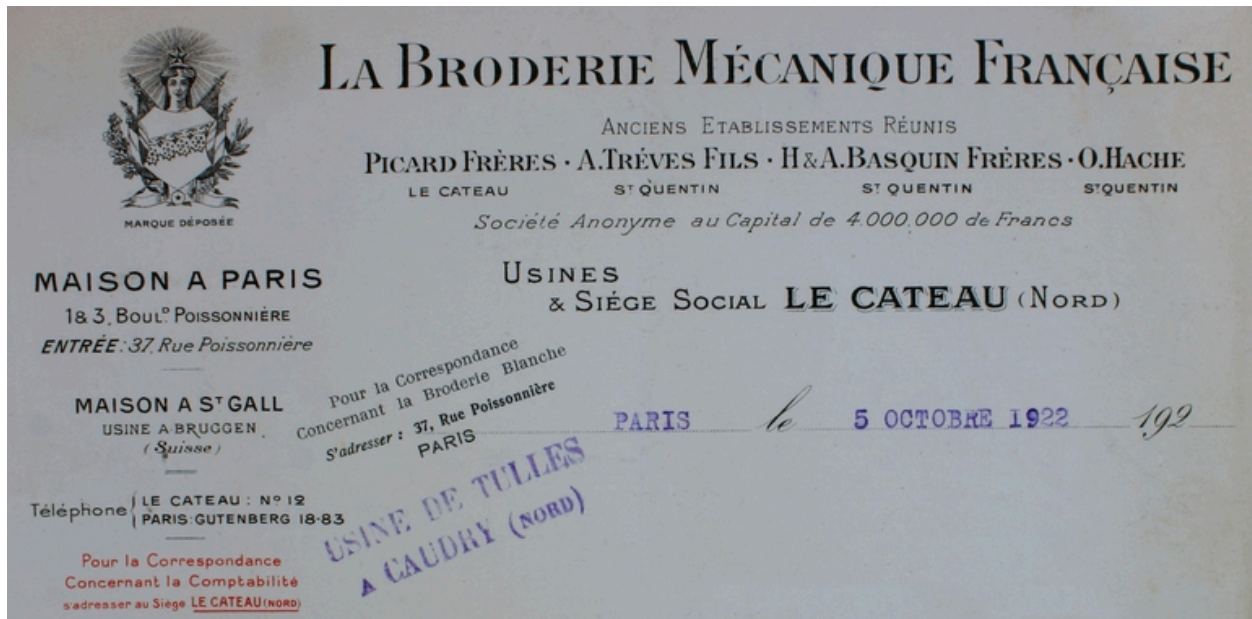 LA BRODERIE MÉCANIQUE FRANÇAISE
ANCIENS ETABLISSEMENTS RÉUNIS
PICARD FRÈRES · A. TRÉVES FILS · H & A. BASQUIN FRÈRES · O. HACHE
LE CATEAU ST QUENTIN ST QUENTIN ST QUENTIN
Société Anonyme au Capital de 4.000.000 de Francs
USINES
& SIÉGE SOCIAL LE CATEAU (NORD)
MARQUE DÉPOSÉE
MAISON A PARIS
1 & 3, BOULD POISSONNIÈRE
ENTRÉE : 37, Rue Poissonnière
MAISON A ST GALL
USINE A BRUGGEN
(Suisse)
Téléphone
LE CATEAU : No 12
PARIS : GUTENBERG 18-83
Pour la Correspondance
Concernant la Comptabilité
s'adresser au Siège LE CATEAU (NORD)
Pour la Correspondance
Concernant la Broderie Blanche
S'adresser : 37, Rue Poissonnière
PARIS
PARIS le 5 OCTOBRE 1922 192
USINE DE TULLES
A CAUDRY (NORD)